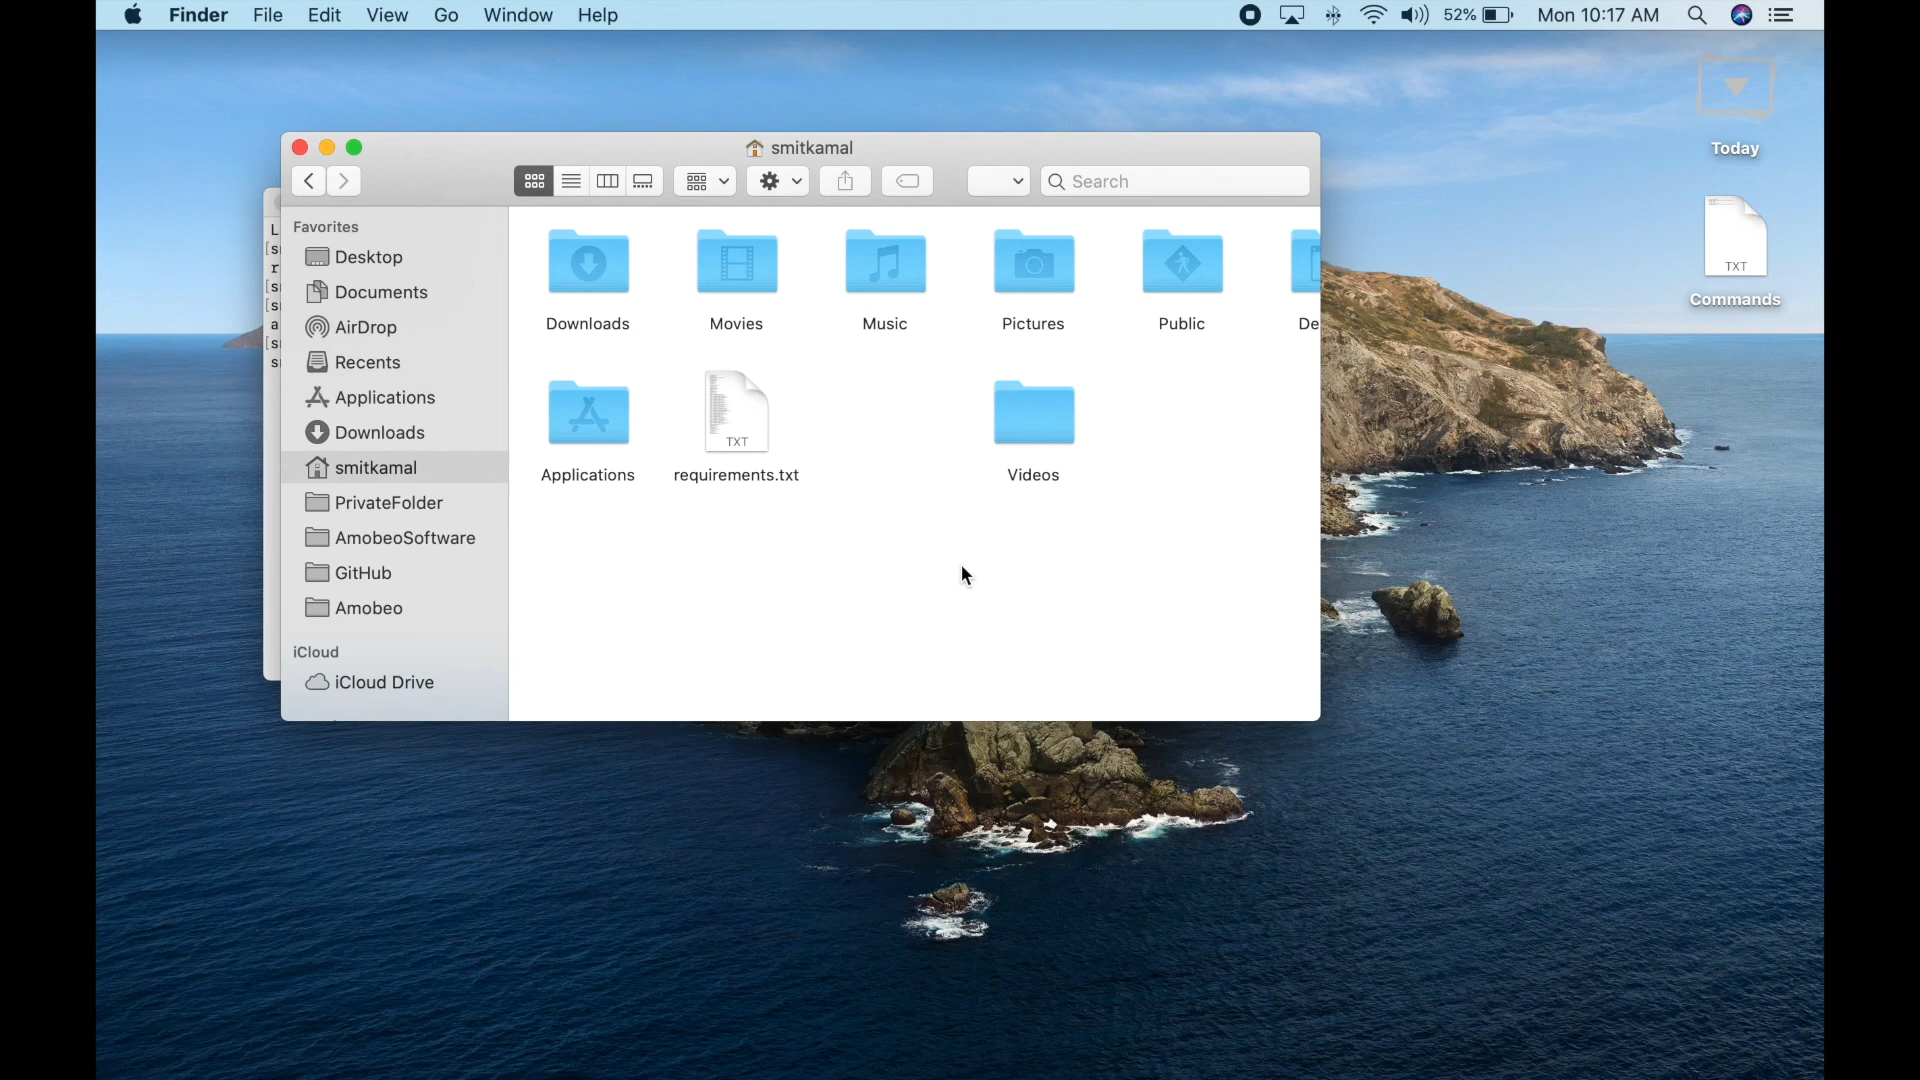 Finder File Edit View Go Window Help 52% Mon 10:17 AM
Today
TXT
Commands
smitkamal
Search
Favorites
Desktop
Documents
AirDrop
Recents
Applications
Downloads
smitkamal
PrivateFolder
AmobeoSoftware
GitHub
Amobeo
iCloud
iCloud Drive
Downloads Movies Music Pictures Public De
TXT
Applications requirements.txt Videos
L
[s
r
[s
[s
a
[s
s